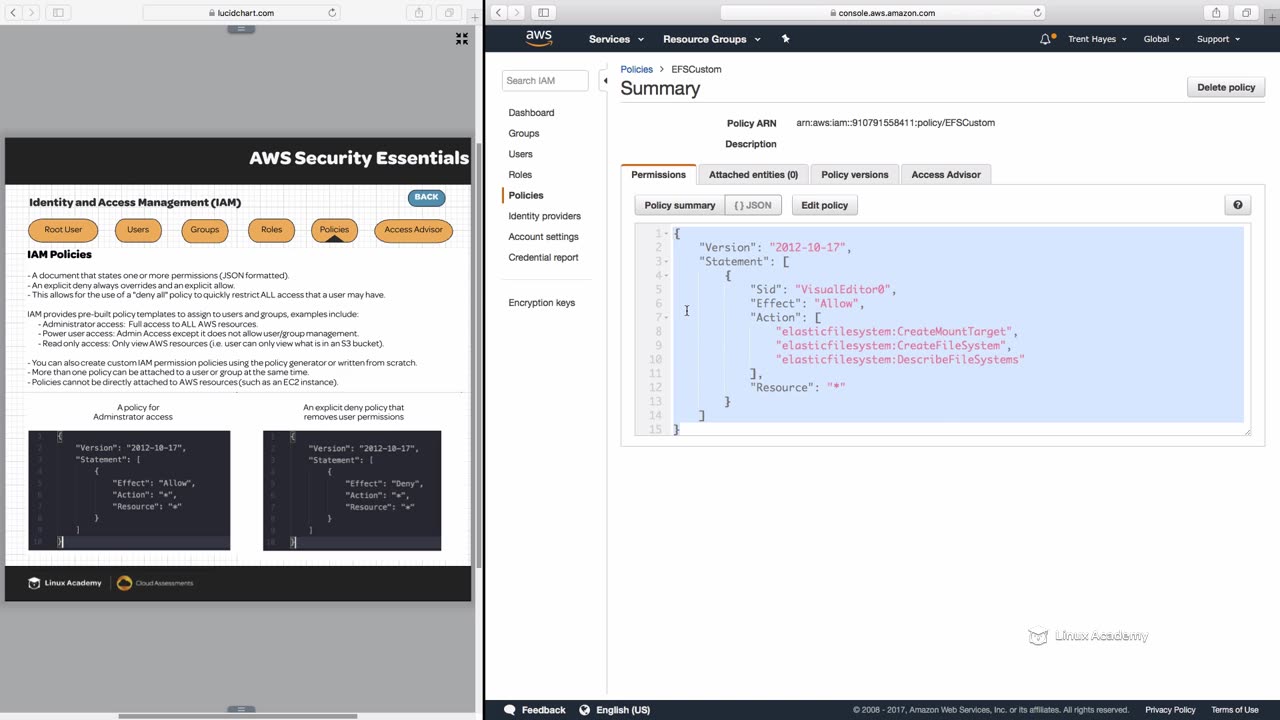 lucidchart.com
AWS Security Essentials
BACK
Identity and Access Management (IAM)
Root User
Users
Groups
Roles
Policies
Access Advisor
IAM Policies
- A document that states one or more permissions (JSON formatted).
- An explicit deny always overrides and an explicit allow.
- This allows for the use of a "deny all" policy to quickly restrict ALL access that a user may have.
IAM provides pre-built policy templates to assign to users and groups, examples include:
- Administrator access: Full access to ALL AWS resources.
- Power user access: Admin Access except it does not allow user/group management.
- Read only access: Only view AWS resources (i.e. user can only view what is in an S3 bucket).
- You can also create custom IAM permission policies using the policy generator or written from scratch.
- More than one policy can be attached to a user or group at the same time.
- Policies cannot be directly attached to AWS resources (such as an EC2 instance).
A policy for
Adminstrator access
1 {
2 "Version": "2012-10-17",
3 "Statement": [
4 {
5 "Effect": "Allow",
6 "Action": "*",
7 "Resource": "*"
8 }
9 ]
10 }
An explicit deny policy that
removes user permissions
1 {
2 "Version": "2012-10-17",
3 "Statement": [
4 {
5 "Effect": "Deny",
6 "Action": "*",
7 "Resource": "*"
8 }
9 ]
10 }
Linux Academy
Cloud Assessments
console.aws.amazon.com
aws
Services
Resource Groups
Trent Hayes
Global
Support
Search IAM
Dashboard
Groups
Users
Roles
Policies
Identity providers
Account settings
Credential report
Encryption keys
Policies > EFSCustom
Summary
Delete policy
Policy ARN arn:aws:iam::910791558411:policy/EFSCustom
Description
Permissions
Attached entities (0)
Policy versions
Access Advisor
Policy summary
{ } JSON
Edit policy
?
1 {
2 "Version": "2012-10-17",
3 "Statement": [
4 {
5 "Sid": "VisualEditor0",
6 "Effect": "Allow",
7 "Action": [
8 "elasticfilesystem:CreateMountTarget",
9 "elasticfilesystem:CreateFileSystem",
10 "elasticfilesystem:DescribeFileSystems"
11 ],
12 "Resource": "*"
13 }
14 ]
15 }
Linux Academy
Feedback
English (US)
© 2008 - 2017, Amazon Web Services, Inc. or its affiliates. All rights reserved.
Privacy Policy
Terms of Use